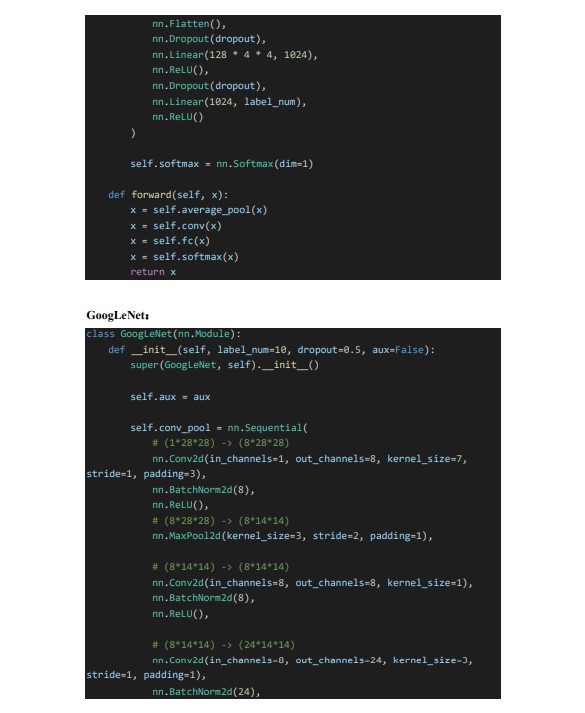 nn.Flatten(),
nn.Dropout(dropout),
nn.Linear(128 * 4 * 4, 1024),
nn.ReLU(),
nn.Dropout(dropout),
nn.Linear(1024, label_num),
nn.ReLU()
)
self.softmax = nn.Softmax(dim=1)
def forward(self, x):
x = self.average_pool(x)
x = self.conv(x)
x = self.fc(x)
x = self.softmax(x)
return x
GoogLeNet:
class GoogLeNet(nn.Module):
def __init__(self, label_num=10, dropout=0.5, aux=False):
super(GoogLeNet, self).__init__()
self.aux = aux
self.conv_pool = nn.Sequential(
# (1*28*28) -> (8*28*28)
nn.Conv2d(in_channels=1, out_channels=8, kernel_size=7,
stride=1, padding=3),
nn.BatchNorm2d(8),
nn.ReLU(),
# (8*28*28) -> (8*14*14)
nn.MaxPool2d(kernel_size=3, stride=2, padding=1),
# (8*14*14) -> (8*14*14)
nn.Conv2d(in_channels=8, out_channels=8, kernel_size=1),
nn.BatchNorm2d(8),
nn.ReLU(),
# (8*14*14) -> (24*14*14)
nn.Conv2d(in_channels=8, out_channels=24, kernel_size=3,
stride=1, padding=1),
nn.BatchNorm2d(24),